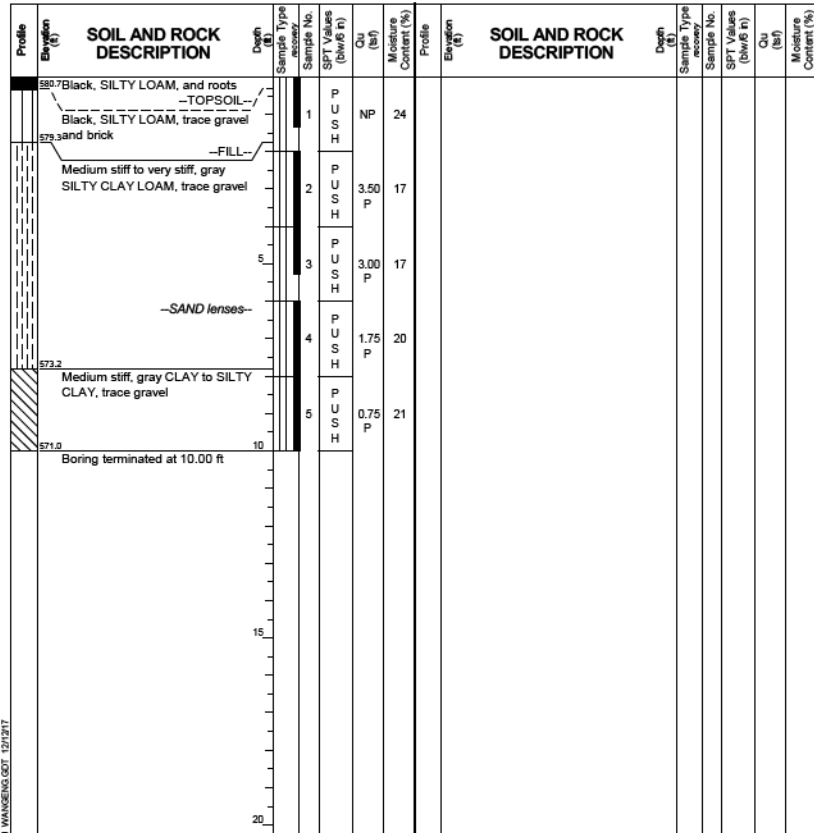 Profile
Elevation (ft)
SOIL AND ROCK DESCRIPTION
Depth (ft)
Sample Type
recovery
Sample No.
SPT Values (blw/6 in)
Qu (tsf)
Moisture Content (%)
Profile
Elevation (ft)
SOIL AND ROCK DESCRIPTION
Depth (ft)
Sample Type
recovery
Sample No.
SPT Values (blw/6 in)
Qu (tsf)
Moisture Content (%)
580.7 Black, SILTY LOAM, and roots
--TOPSOIL--
Black, SILTY LOAM, trace gravel
579.3 and brick
--FILL--
1 PUSH NP 24
Medium stiff to very stiff, gray
SILTY CLAY LOAM, trace gravel
2 PUSH 3.50 P 17
5
3 PUSH 3.00 P 17
--SAND lenses--
4 PUSH 1.75 P 20
573.2
Medium stiff, gray CLAY to SILTY
CLAY, trace gravel
5 PUSH 0.75 P 21
571.0
10
Boring terminated at 10.00 ft
15
20
WANGENG.GDT 12/12/17